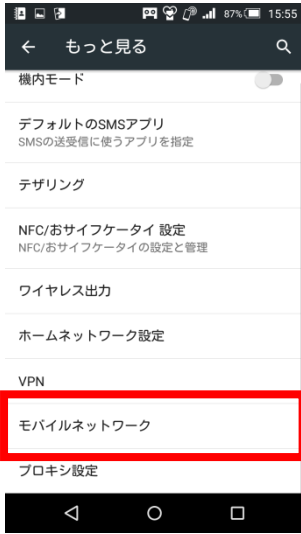 87% 15:55
もっと見る
機内モード
デフォルトのSMSアプリ
SMSの送受信に使うアプリを指定
テザリング
NFC/おサイフケータイ 設定
NFC/おサイフケータイの設定と管理
ワイヤレス出力
ホームネットワーク設定
VPN
モバイルネットワーク
プロキシ設定